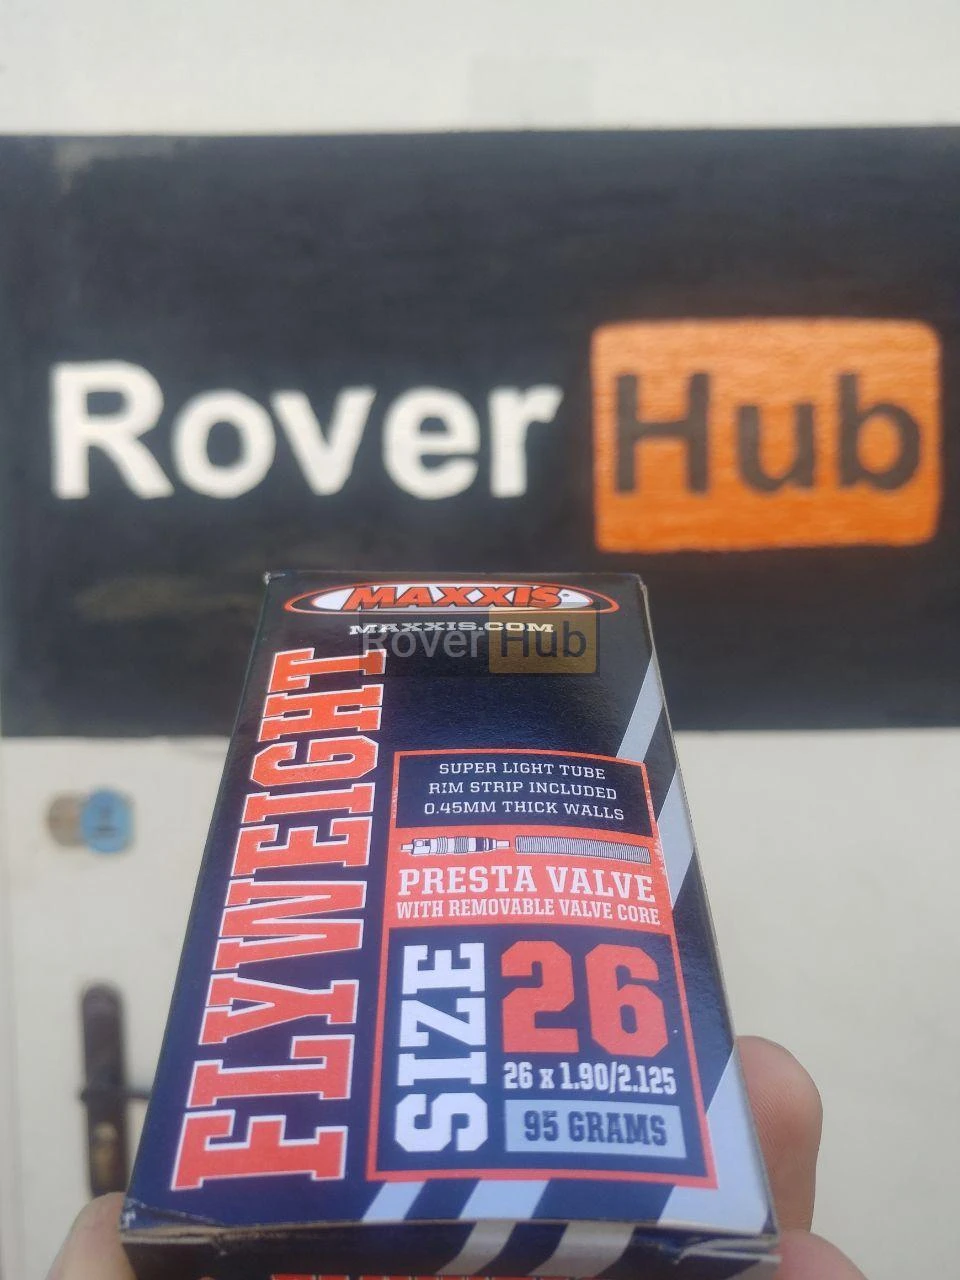 Rover Hub
MAXXIS
MAXXIS.COM
Rover Hub
FLYWEIGHT
SUPER LIGHT TUBE
RIM STRIP INCLUDED
0.45MM THICK WALLS
PRESTA VALVE
WITH REMOVABLE VALVE CORE
SIZE 26
26 x 1.90/2.125
95 GRAMS